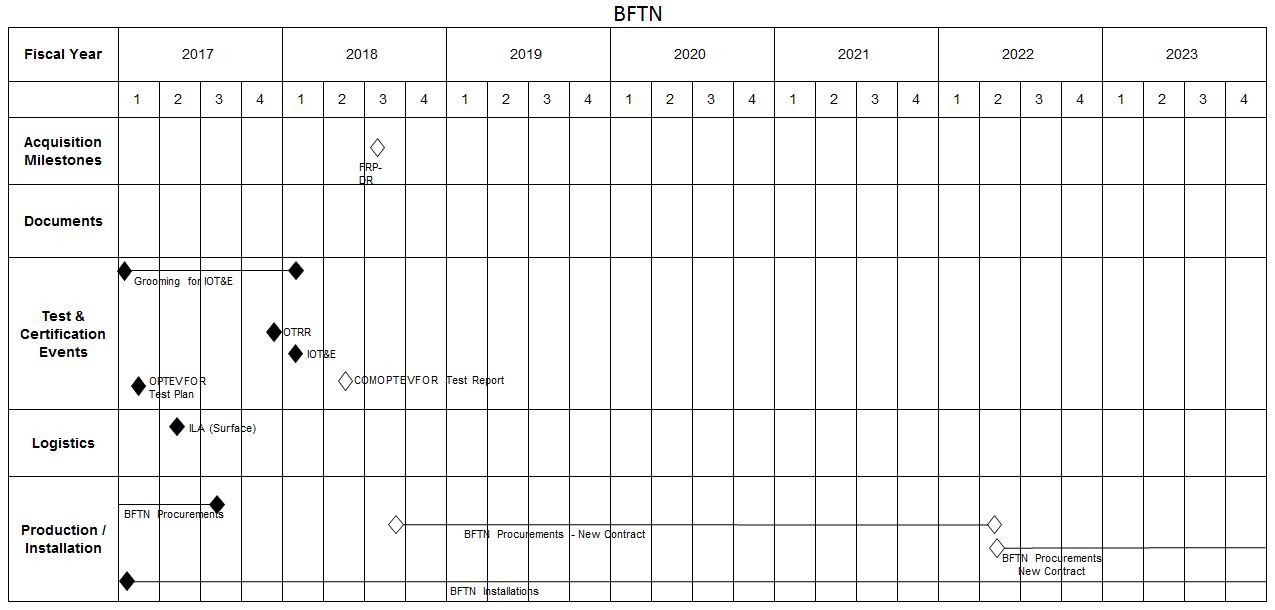 BFTN
Fiscal Year 2017 2018 2019 2020 2021 2022 2023
1 2 3 4 1 2 3 4 1 2 3 4 1 2 3 4 1 2 3 4 1 2 3 4 1 2 3 4
Acquisition
Milestones
FRP-
DR
Documents
Test &
Certification
Events
Grooming for IOT&E
OTRR
IOT&E
COMOPTEVFOR Test Report
OPTEVFOR
Test Plan
Logistics
ILA (Surface)
Production /
Installation
BFTN Procurements
BFTN Procurements - New Contract
BFTN Procurements
New Contract
BFTN Installations